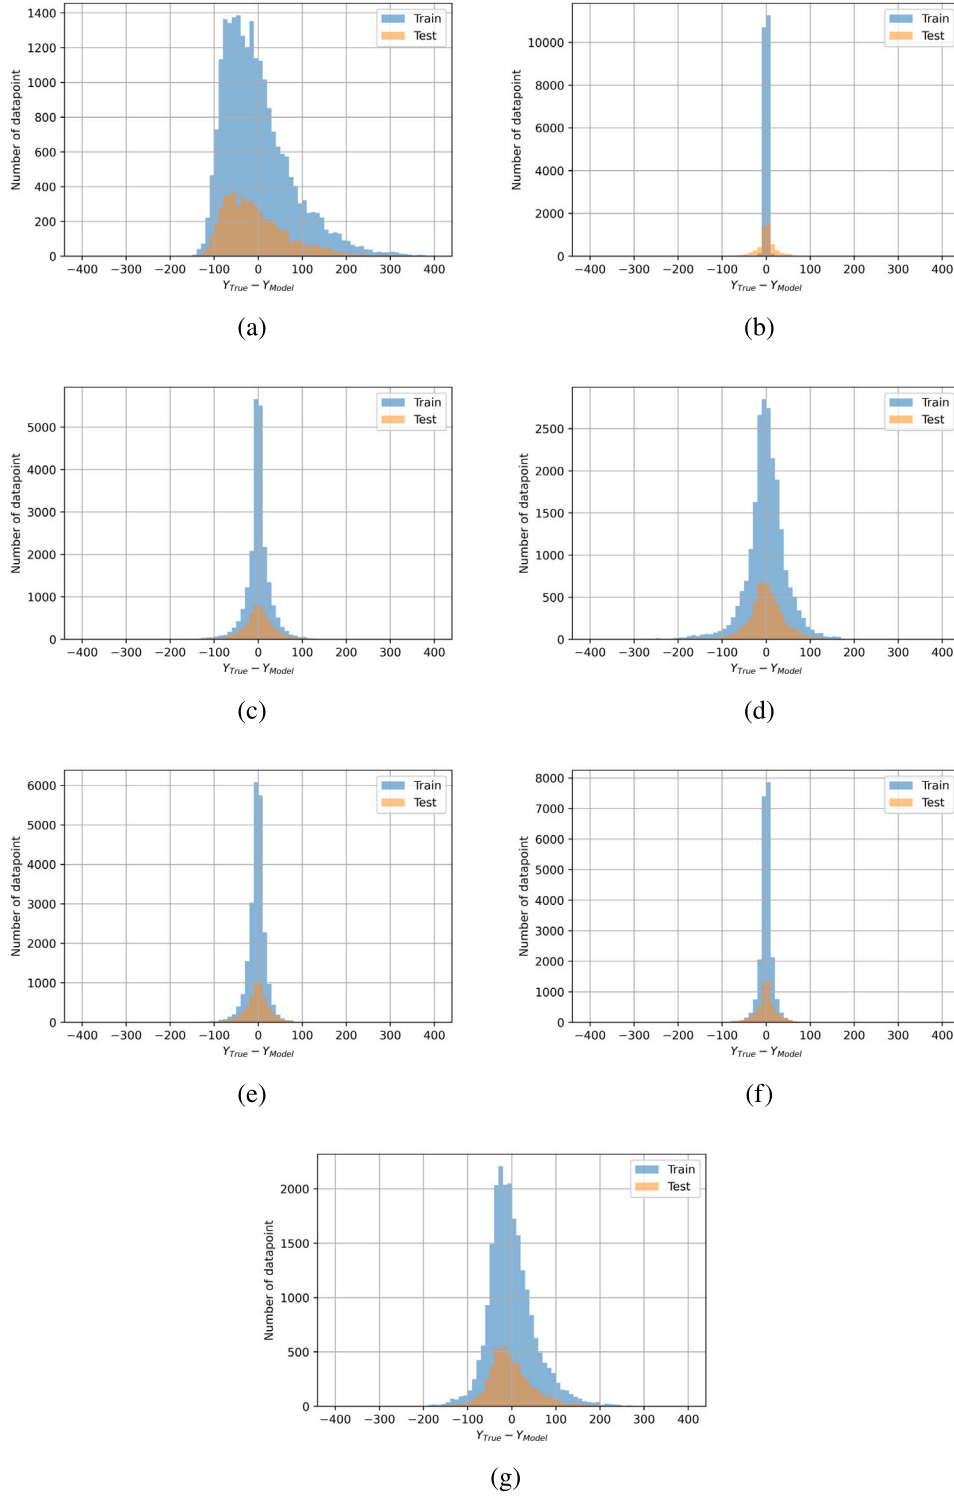 1400
1200
1000
800
600
400
200
0
Number of datapoint
Train
Test
−400 −300 −200 −100 0 100 200 300 400
Y_True − Y_Model
(a)
10000
8000
6000
4000
2000
0
Number of datapoint
Train
Test
−400 −300 −200 −100 0 100 200 300 400
Y_True − Y_Model
(b)
5000
4000
3000
2000
1000
0
Number of datapoint
Train
Test
−400 −300 −200 −100 0 100 200 300 400
Y_True − Y_Model
(c)
2500
2000
1500
1000
500
0
Number of datapoint
Train
Test
−400 −300 −200 −100 0 100 200 300 400
Y_True − Y_Model
(d)
6000
5000
4000
3000
2000
1000
0
Number of datapoint
Train
Test
−400 −300 −200 −100 0 100 200 300 400
Y_True − Y_Model
(e)
8000
7000
6000
5000
4000
3000
2000
1000
0
Number of datapoint
Train
Test
−400 −300 −200 −100 0 100 200 300 400
Y_True − Y_Model
(f)
2000
1500
1000
500
0
Number of datapoint
Train
Test
−400 −300 −200 −100 0 100 200 300 400
Y_True − Y_Model
(g)